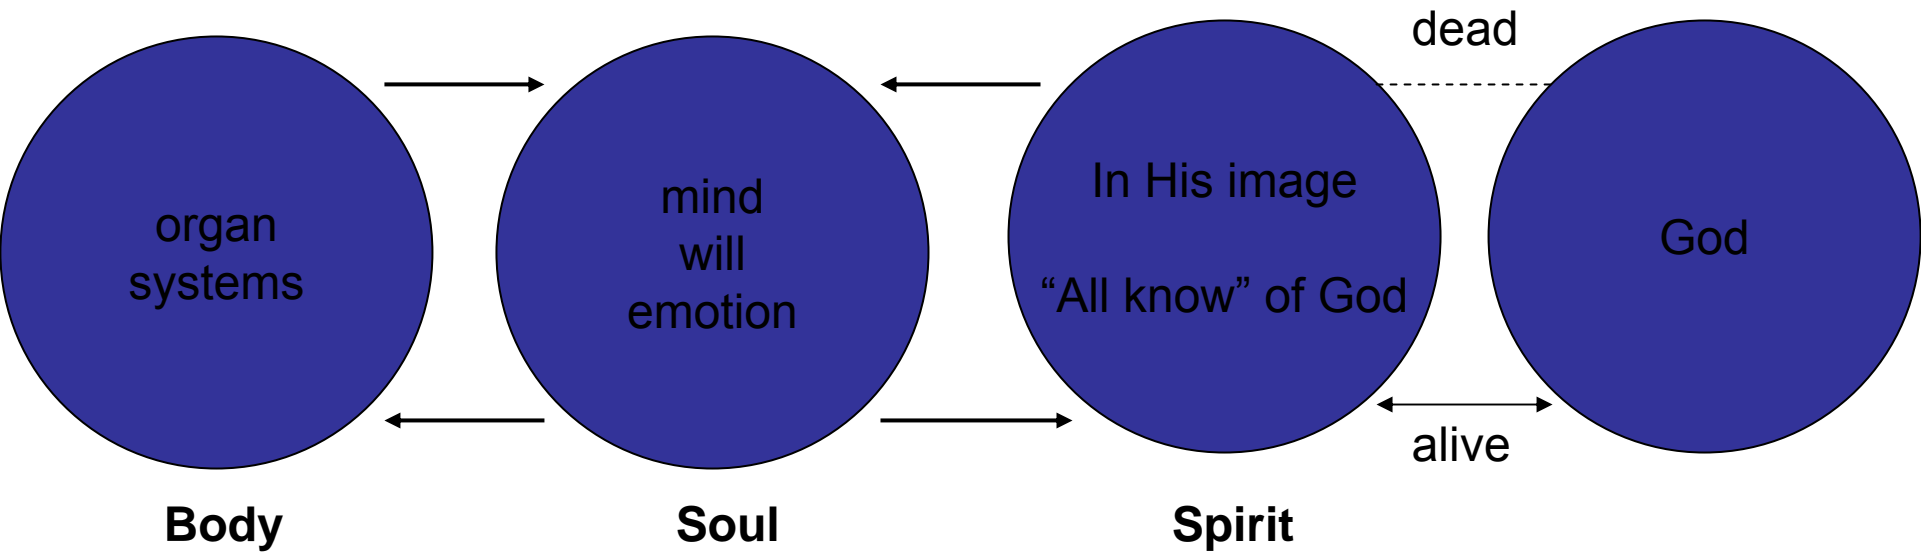 dead
organ
systems
mind
will
emotion
In His image
“All know” of God
God
alive
Body
Soul
Spirit